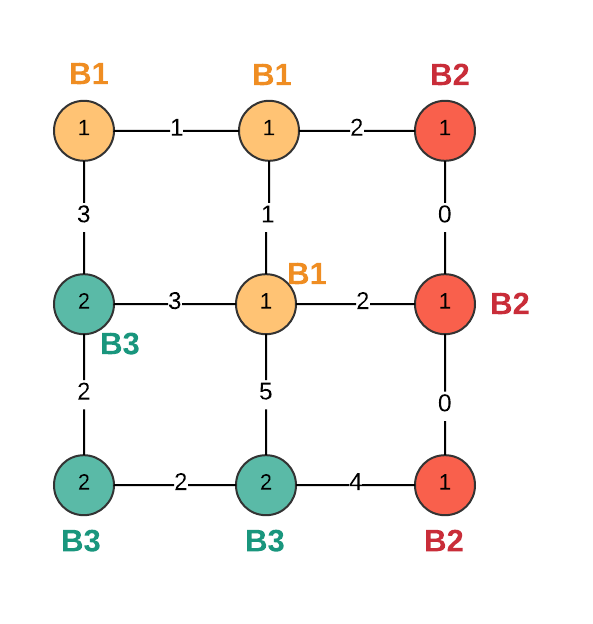 B1 B1 B2
1 1 1 2 1
3 1 0
B1
2 3 1 2 1 B2
B3
2 5 0
2 2 2 4 1
B3 B3 B2